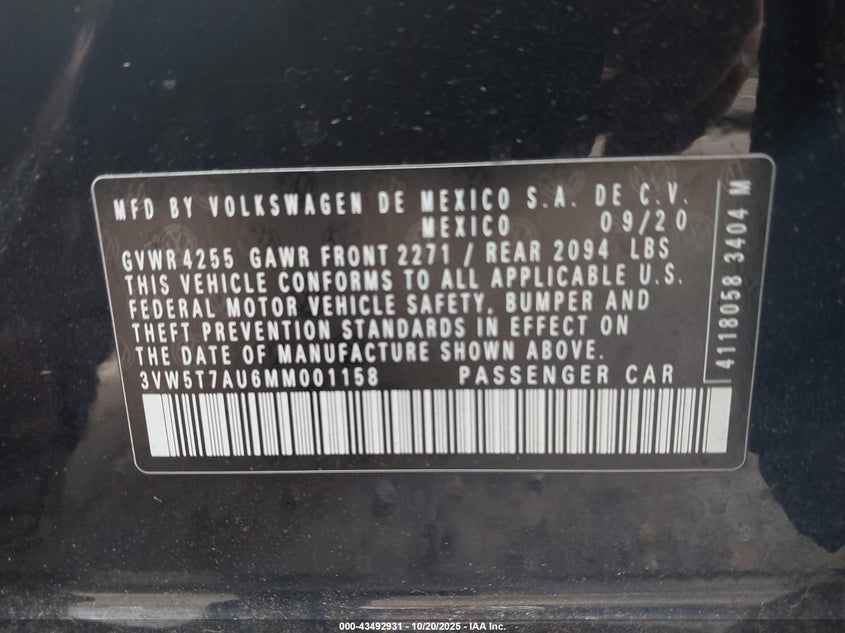 MFD BY VOLKSWAGEN DE MEXICO S.A. DE C.V.
MEXICO 09/20
GVWR 4255 GAWR FRONT 2271 / REAR 2094 LBS
THIS VEHICLE CONFORMS TO ALL APPLICABLE U.S.
FEDERAL MOTOR VEHICLE SAFETY, BUMPER AND
THEFT PREVENTION STANDARDS IN EFFECT ON
THE DATE OF MANUFACTURE SHOWN ABOVE.
3VW5T7AU6MM001158 PASSENGER CAR
4118058 3404 M
000-43492931 - 10/20/2025 - IAA Inc.